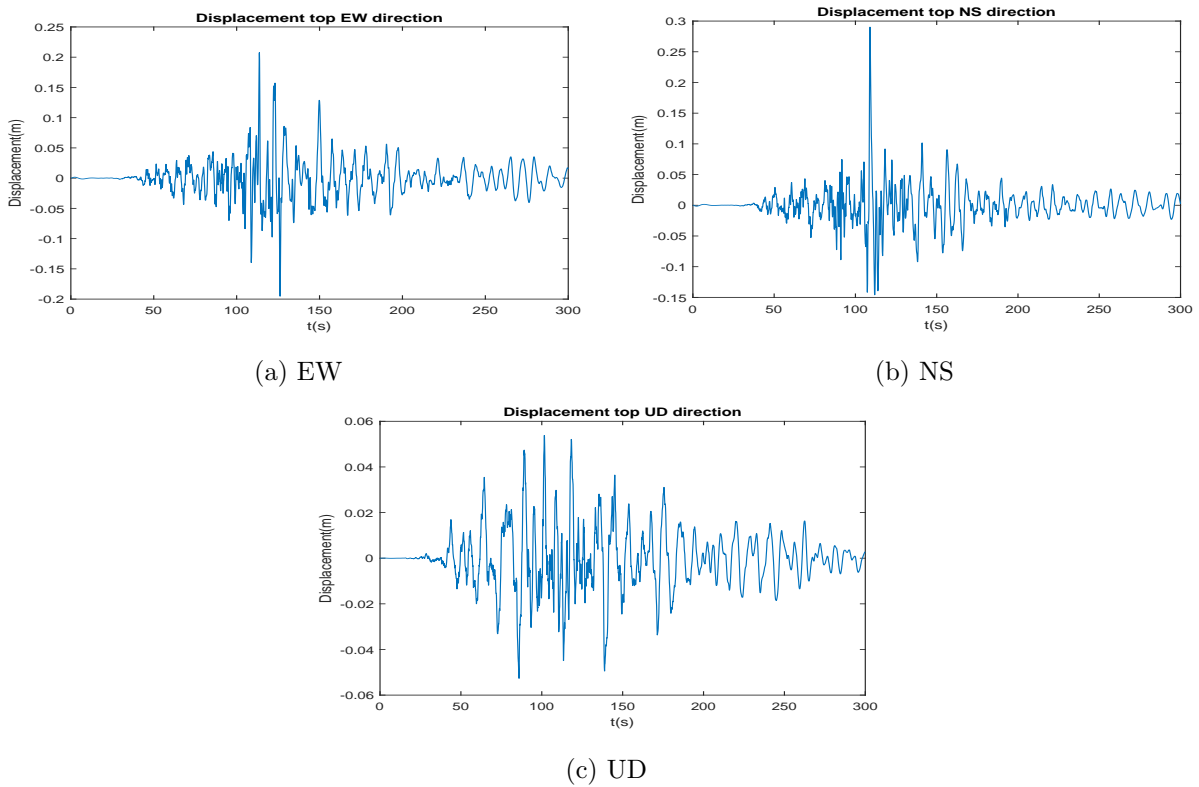 Displacement top EW direction
0.25
0.2
0.15
0.1
0.05
0
-0.05
-0.1
-0.15
-0.2
Displacement(m)
0 50 100 150 200 250 300
t(s)
(a) EW
Displacement top NS direction
0.3
0.25
0.2
0.15
0.1
0.05
0
-0.05
-0.1
-0.15
Displacement(m)
0 50 100 150 200 250 300
t(s)
(b) NS
Displacement top UD direction
0.06
0.04
0.02
0
-0.02
-0.04
-0.06
Displacement(m)
0 50 100 150 200 250 300
t(s)
(c) UD